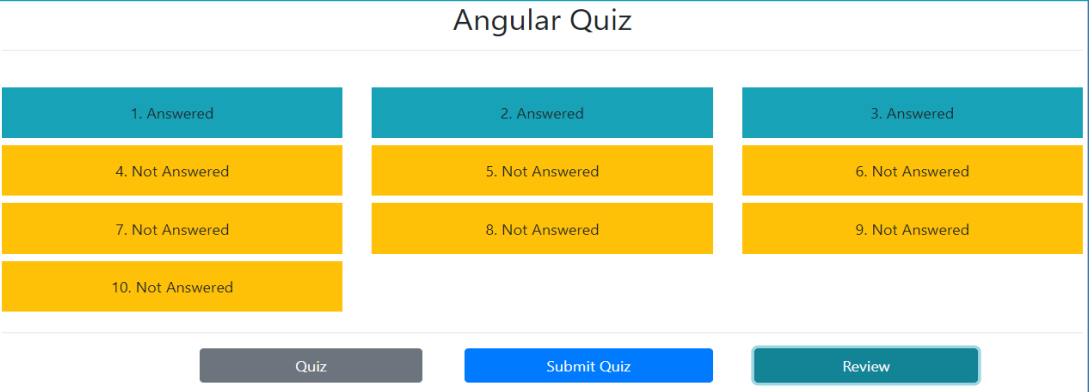 Angular Quiz
1. Answered
2. Answered
3. Answered
4. Not Answered
5. Not Answered
6. Not Answered
7. Not Answered
8. Not Answered
9. Not Answered
10. Not Answered
Quiz
Submit Quiz
Review